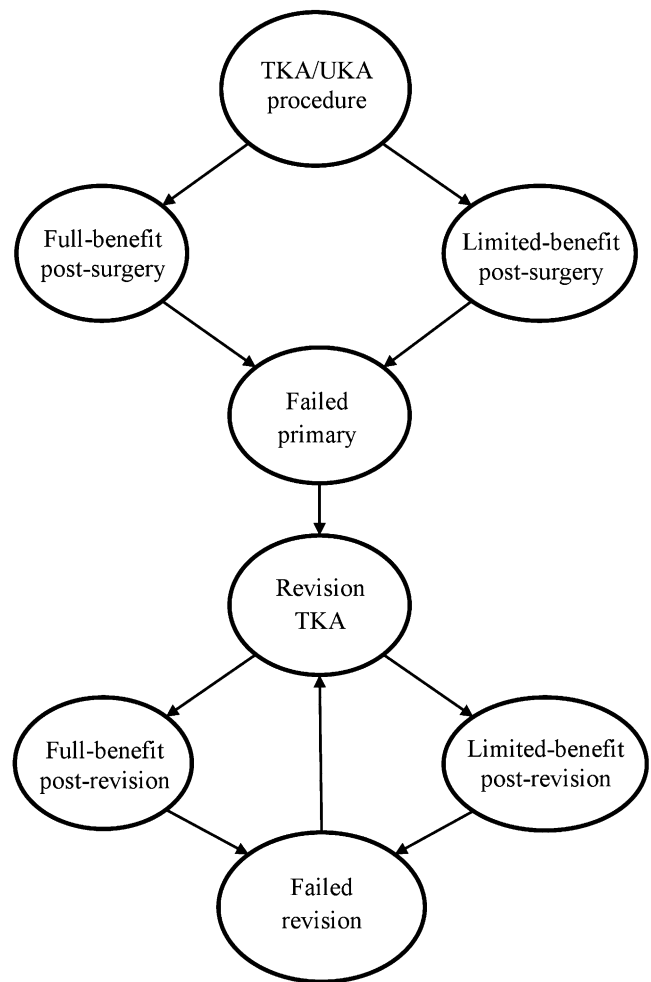 TKA/UKA
procedure
Full-benefit
post-surgery
Limited-benefit
post-surgery
Failed
primary
Revision
TKA
Full-benefit
post-revision
Limited-benefit
post-revision
Failed
revision